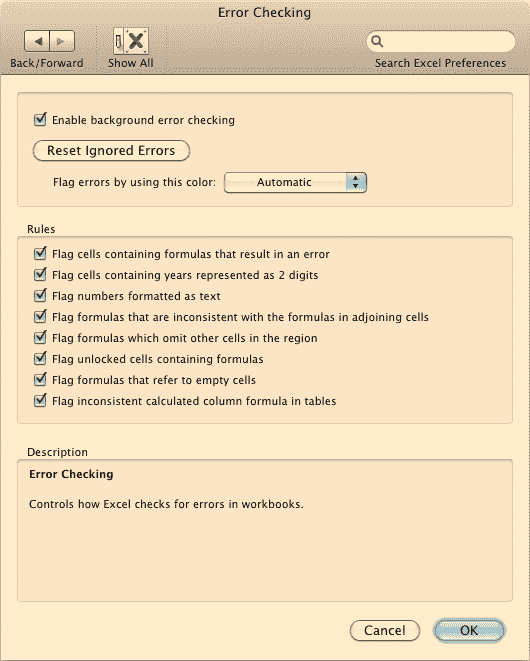 Error Checking
Back/Forward
Show All
Search Excel Preferences
Enable background error checking
Reset Ignored Errors
Flag errors by using this color: Automatic
Rules
Flag cells containing formulas that result in an error
Flag cells containing years represented as 2 digits
Flag numbers formatted as text
Flag formulas that are inconsistent with the formulas in adjoining cells
Flag formulas which omit other cells in the region
Flag unlocked cells containing formulas
Flag formulas that refer to empty cells
Flag inconsistent calculated column formula in tables
Description
Error Checking
Controls how Excel checks for errors in workbooks.
Cancel
OK